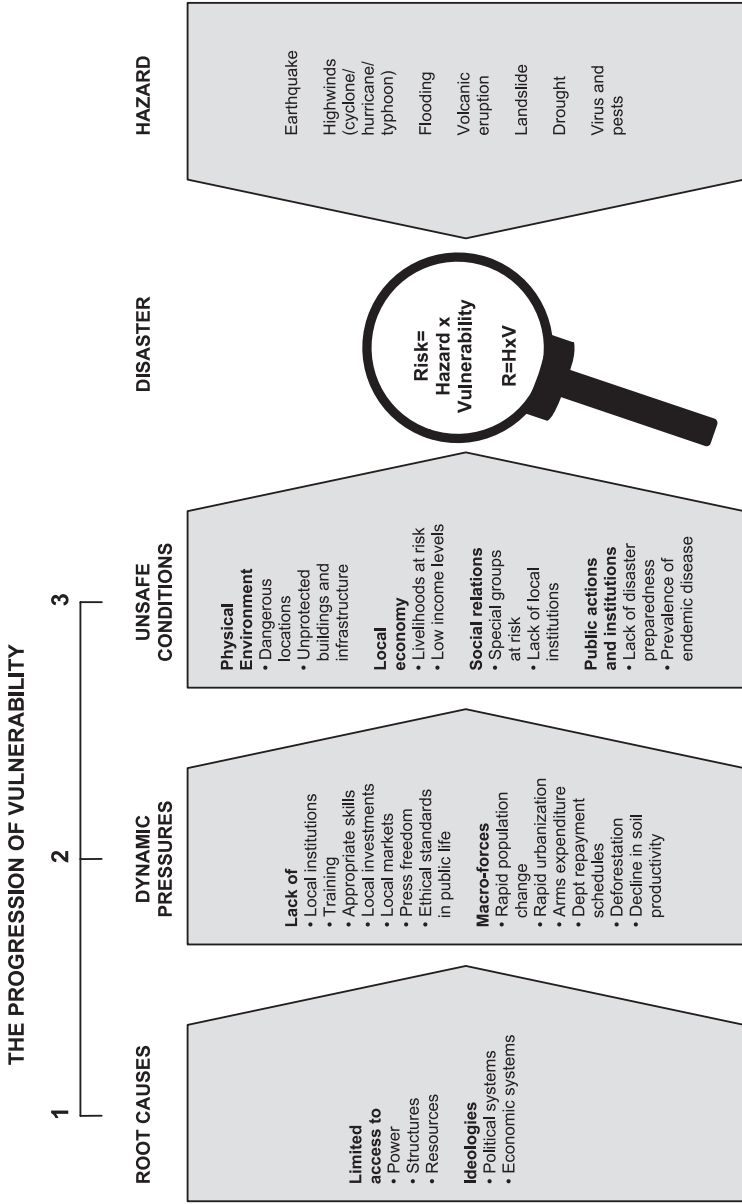 THE PROGRESSION OF VULNERABILITY
1
2
3
ROOT CAUSES
Limited
access to
• Power
• Structures
• Resources
Ideologies
• Political systems
• Economic systems
DYNAMIC
PRESSURES
Lack of
• Local institutions
• Training
• Appropriate skills
• Local investments
• Local markets
• Press freedom
• Ethical standards
in public life
Macro-forces
• Rapid population
change
• Rapid urbanization
• Arms expenditure
• Dept repayment
schedules
• Deforestation
• Decline in soil
productivity
UNSAFE
CONDITIONS
Physical
Environment
• Dangerous
locations
• Unprotected
buildings and
infrastructure
Local
economy
• Livelihoods at risk
• Low income levels
Social relations
• Special groups
at risk
• Lack of local
institutions
Public actions
and institutions
• Lack of disaster
preparedness
• Prevalence of
endemic disease
DISASTER
Risk=
Hazard x
Vulnerability
R=HxV
HAZARD
Earthquake
Highwinds
(cyclone/
hurricane/
typhoon)
Flooding
Volcanic
eruption
Landslide
Drought
Virus and
pests